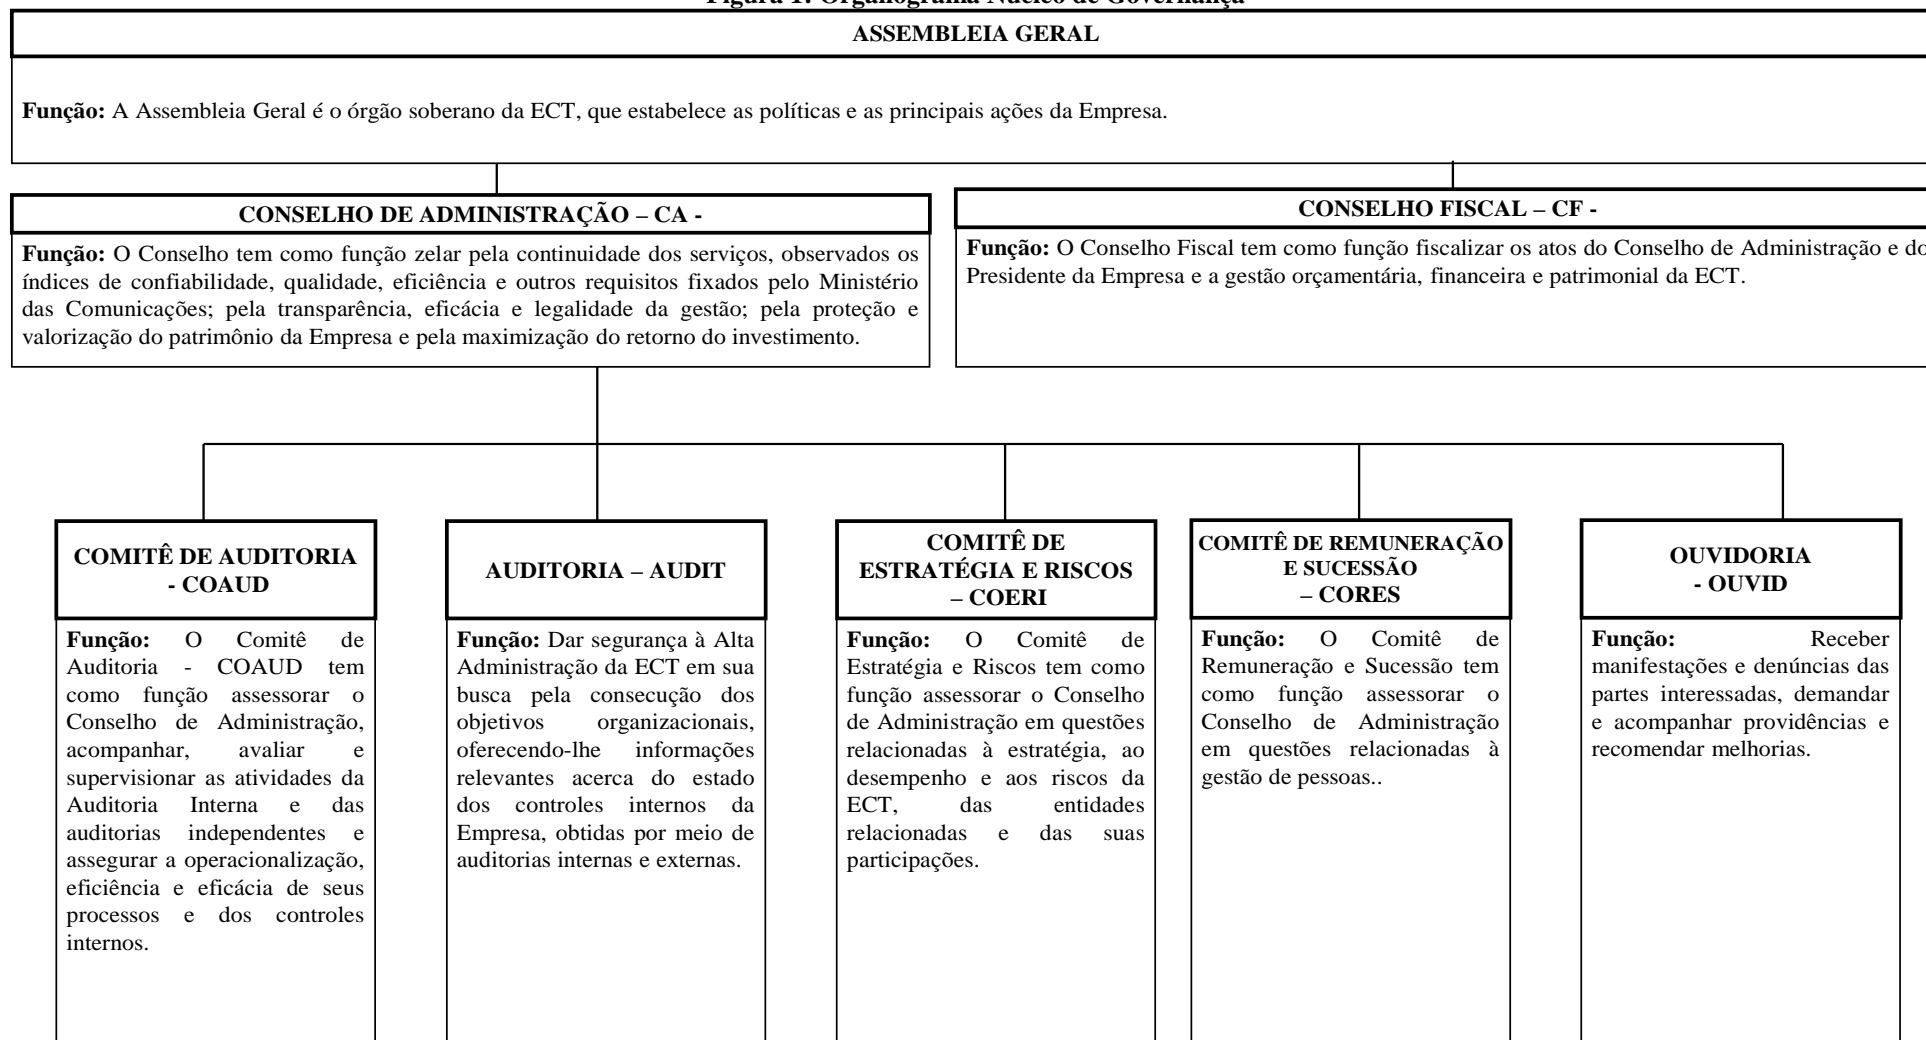 Figura 1: Organograma Núcleo de Governança
ASSEMBLEIA GERAL
Função: A Assembleia Geral é o órgão soberano da ECT, que estabelece as políticas e as principais ações da Empresa.
CONSELHO DE ADMINISTRAÇÃO – CA -
Função: O Conselho tem como função zelar pela continuidade dos serviços, observados os
índices de confiabilidade, qualidade, eficiência e outros requisitos fixados pelo Ministério
das Comunicações; pela transparência, eficácia e legalidade da gestão; pela proteção e
valorização do patrimônio da Empresa e pela maximização do retorno do investimento.
CONSELHO FISCAL – CF -
Função: O Conselho Fiscal tem como função fiscalizar os atos do Conselho de Administração e do
Presidente da Empresa e a gestão orçamentária, financeira e patrimonial da ECT.
COMITÊ DE AUDITORIA
- COAUD
Função: O Comitê de
Auditoria - COAUD tem
como função assessorar o
Conselho de Administração,
acompanhar, avaliar e
supervisionar as atividades da
Auditoria Interna e das
auditorias independentes e
assegurar a operacionalização,
eficiência e eficácia de seus
processos e dos controles
internos.
AUDITORIA – AUDIT
Função: Dar segurança à Alta
Administração da ECT em sua
busca pela consecução dos
objetivos organizacionais,
oferecendo-lhe informações
relevantes acerca do estado
dos controles internos da
Empresa, obtidas por meio de
auditorias internas e externas.
COMITÊ DE
ESTRATÉGIA E RISCOS
– COERI
Função: O Comitê de
Estratégia e Riscos tem como
função assessorar o Conselho
de Administração em questões
relacionadas à estratégia, ao
desempenho e aos riscos da
ECT, das entidades
relacionadas e das suas
participações.
COMITÊ DE REMUNERAÇÃO
E SUCESSÃO
– CORES
Função: O Comitê de
Remuneração e Sucessão tem
como função assessorar o
Conselho de Administração
em questões relacionadas à
gestão de pessoas..
OUVIDORIA
- OUVID
Função: Receber
manifestações e denúncias das
partes interessadas, demandar
e acompanhar providências e
recomendar melhorias.